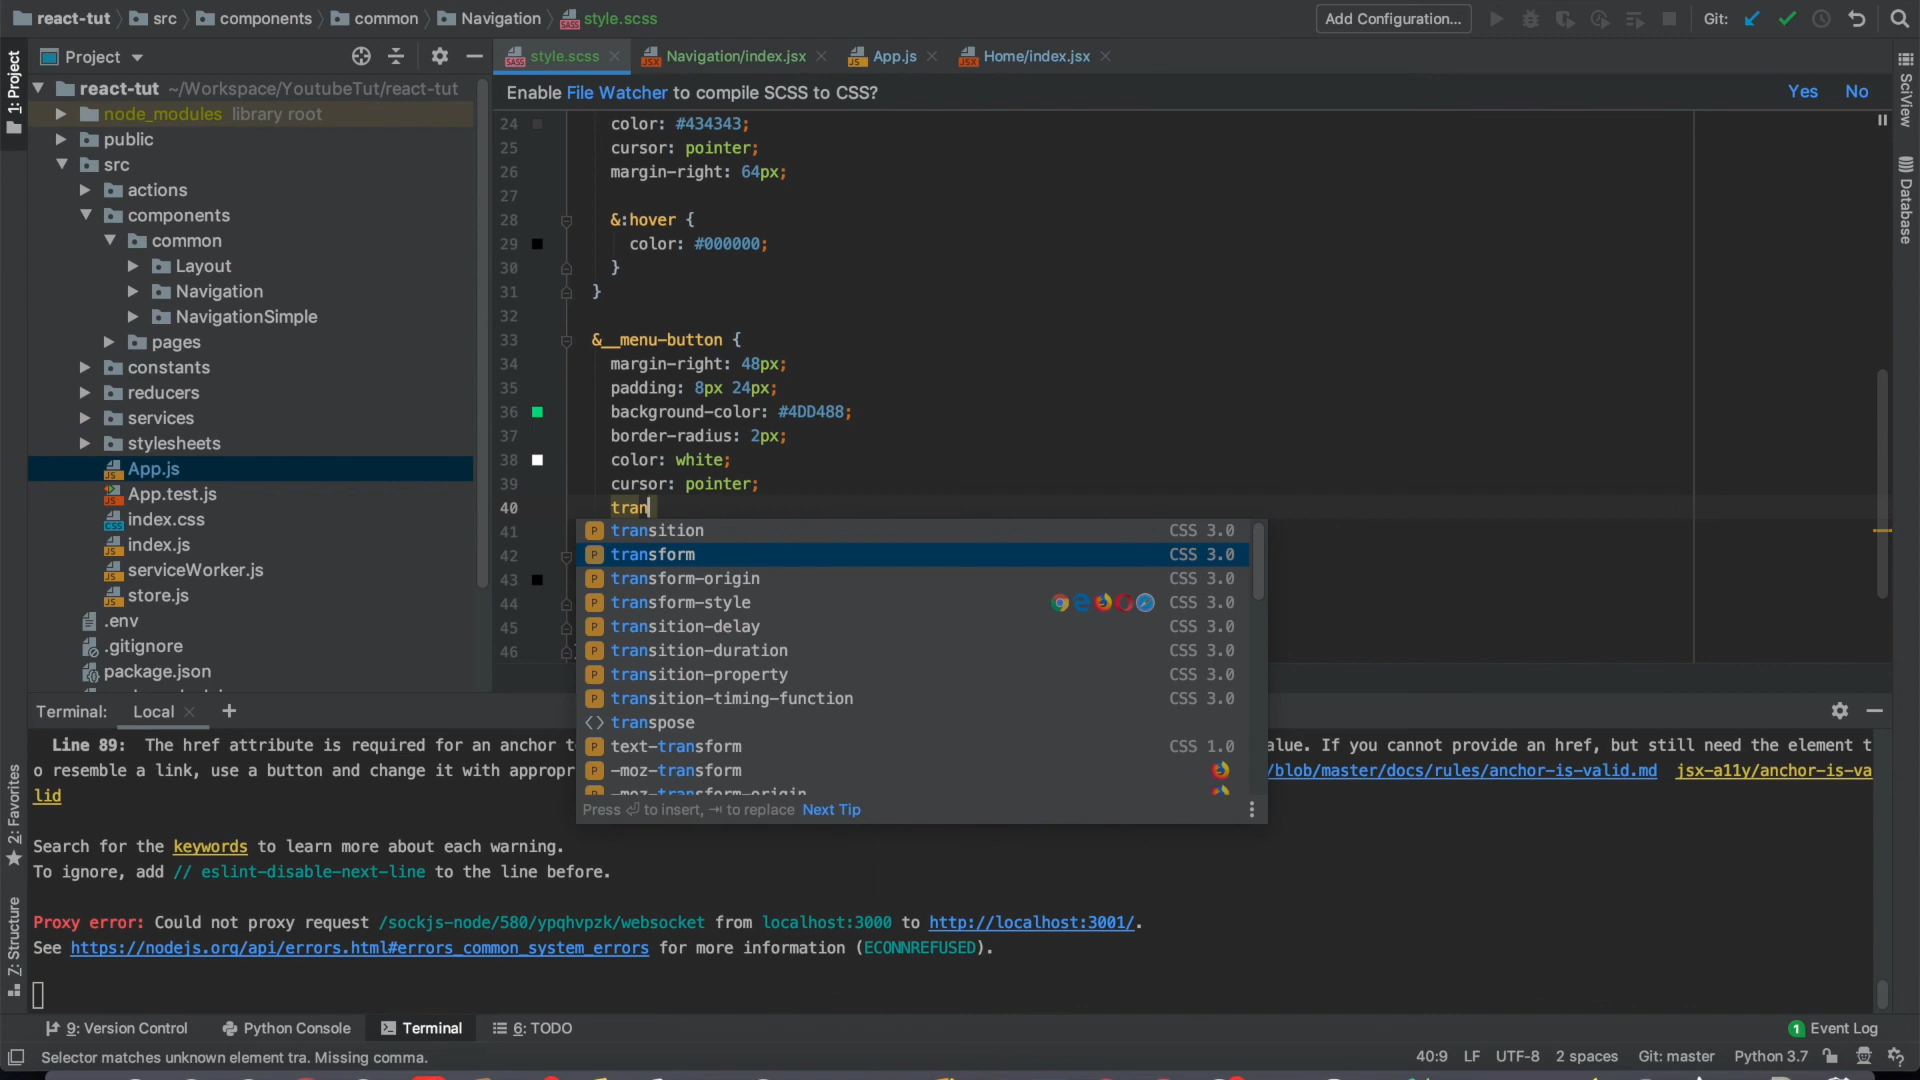 react-tut src components common Navigation style.scss Add Configuration... Git:
1: Project
Project
style.scss Navigation/index.jsx App.js Home/index.jsx
react-tut ~/Workspace/YoutubeTut/react-tut
node_modules library root
public
src
actions
components
common
Layout
Navigation
NavigationSimple
pages
constants
reducers
services
stylesheets
App.js
App.test.js
index.css
index.js
serviceWorker.js
store.js
.env
.gitignore
package.json
Enable File Watcher to compile SCSS to CSS? Yes No
24 color: #434343;
25 cursor: pointer;
26 margin-right: 64px;
27
28 &:hover {
29 color: #000000;
30 }
31 }
32
33 &__menu-button {
34 margin-right: 48px;
35 padding: 8px 24px;
36 background-color: #4DD488;
37 border-radius: 2px;
38 color: white;
39 cursor: pointer;
40 tran
41
42
43
44
45
46
transition CSS 3.0
transform CSS 3.0
transform-origin CSS 3.0
transform-style CSS 3.0
transition-delay CSS 3.0
transition-duration CSS 3.0
transition-property CSS 3.0
transition-timing-function CSS 3.0
<> transpose
text-transform CSS 1.0
-moz-transform
-moz-transform-origin
Press ⏎ to insert, ⇥ to replace Next Tip
SciView
Database
Terminal: Local
Line 89: The href attribute is required for an anchor t alue. If you cannot provide an href, but still need the element t
o resemble a link, use a button and change it with approp /blob/master/docs/rules/anchor-is-valid.md jsx-a11y/anchor-is-va
lid
Search for the keywords to learn more about each warning.
To ignore, add // eslint-disable-next-line to the line before.
Proxy error: Could not proxy request /sockjs-node/580/ypqhvpzk/websocket from localhost:3000 to http://localhost:3001/.
See https://nodejs.org/api/errors.html#errors_common_system_errors for more information (ECONNREFUSED).
2: Favorites
Z: Structure
9: Version Control Python Console Terminal 6: TODO 1 Event Log
Selector matches unknown element tra. Missing comma. 40:9 LF UTF-8 2 spaces Git: master Python 3.7